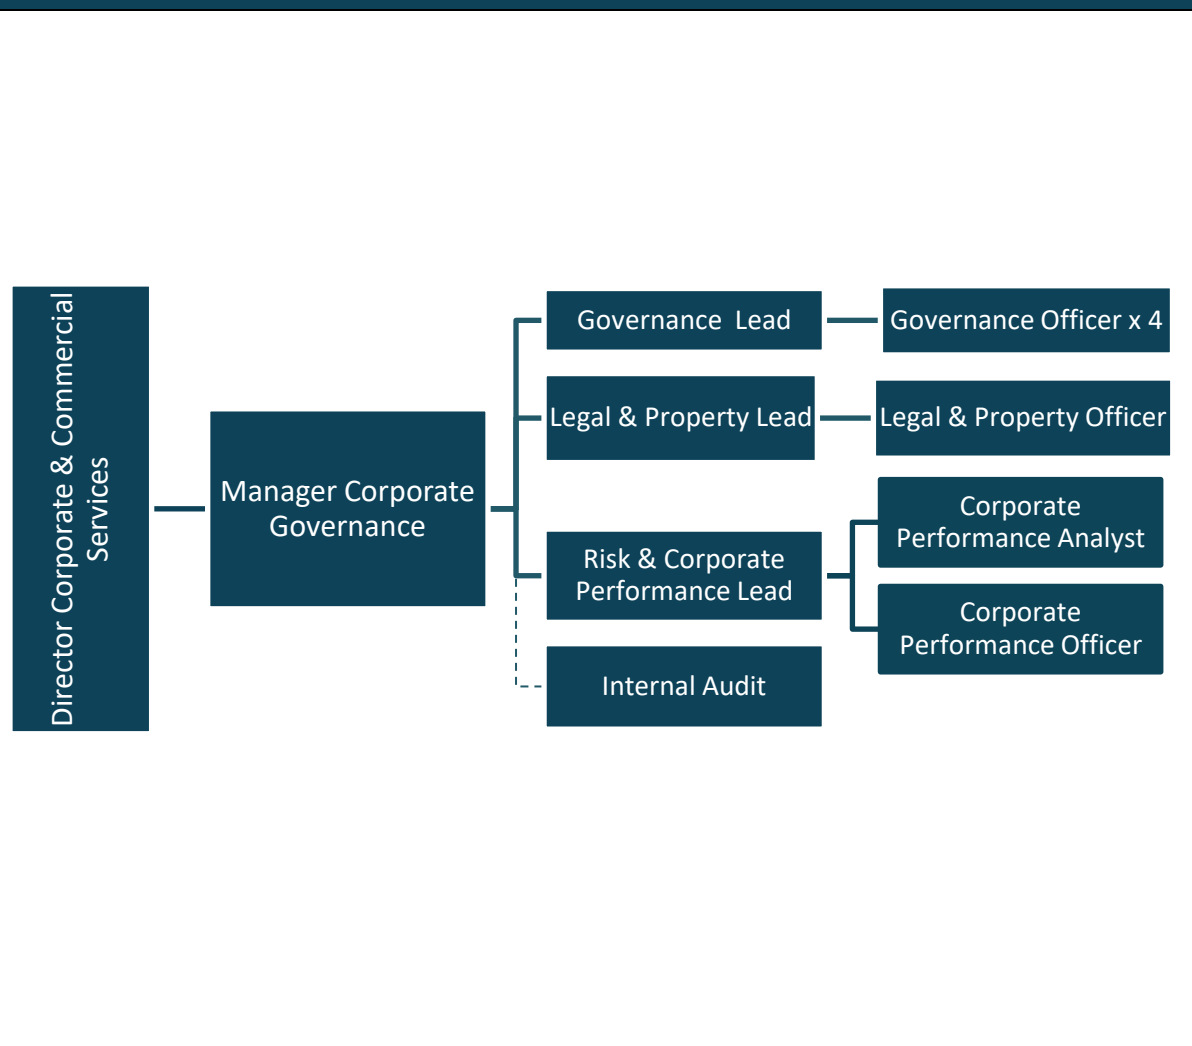 Director Corporate & Commercial
Services
Manager Corporate
Governance
Governance  Lead
Governance Officer x 4
Legal & Property Lead
Legal & Property Officer
Risk & Corporate
Performance Lead
Corporate
Performance Analyst
Corporate
Performance Officer
Internal Audit